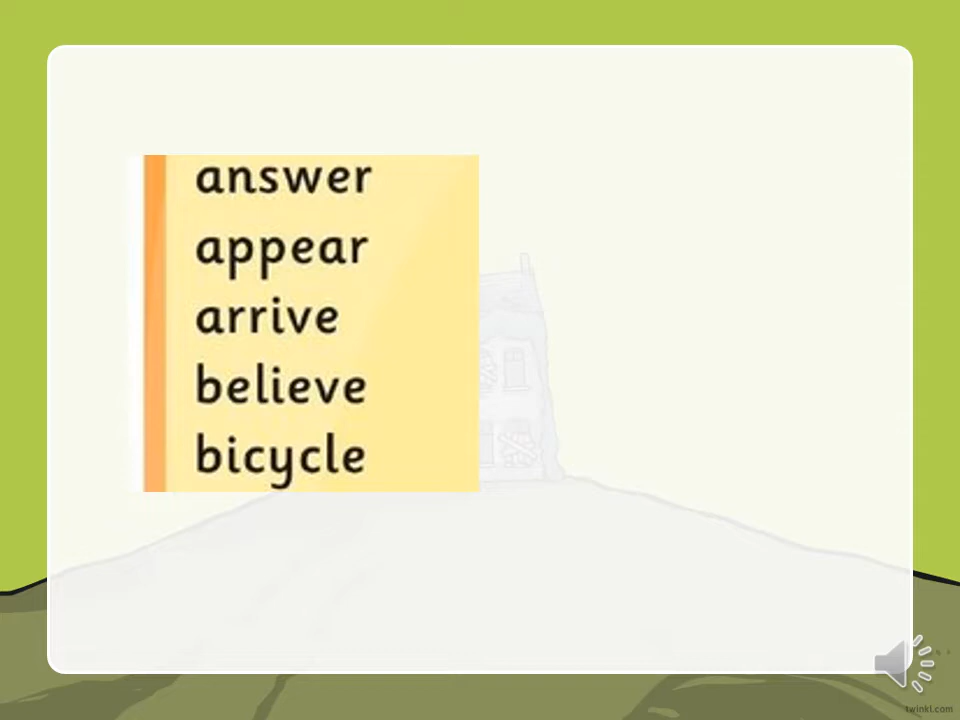 answer
appear
arrive
believe
bicycle
twinkl.com